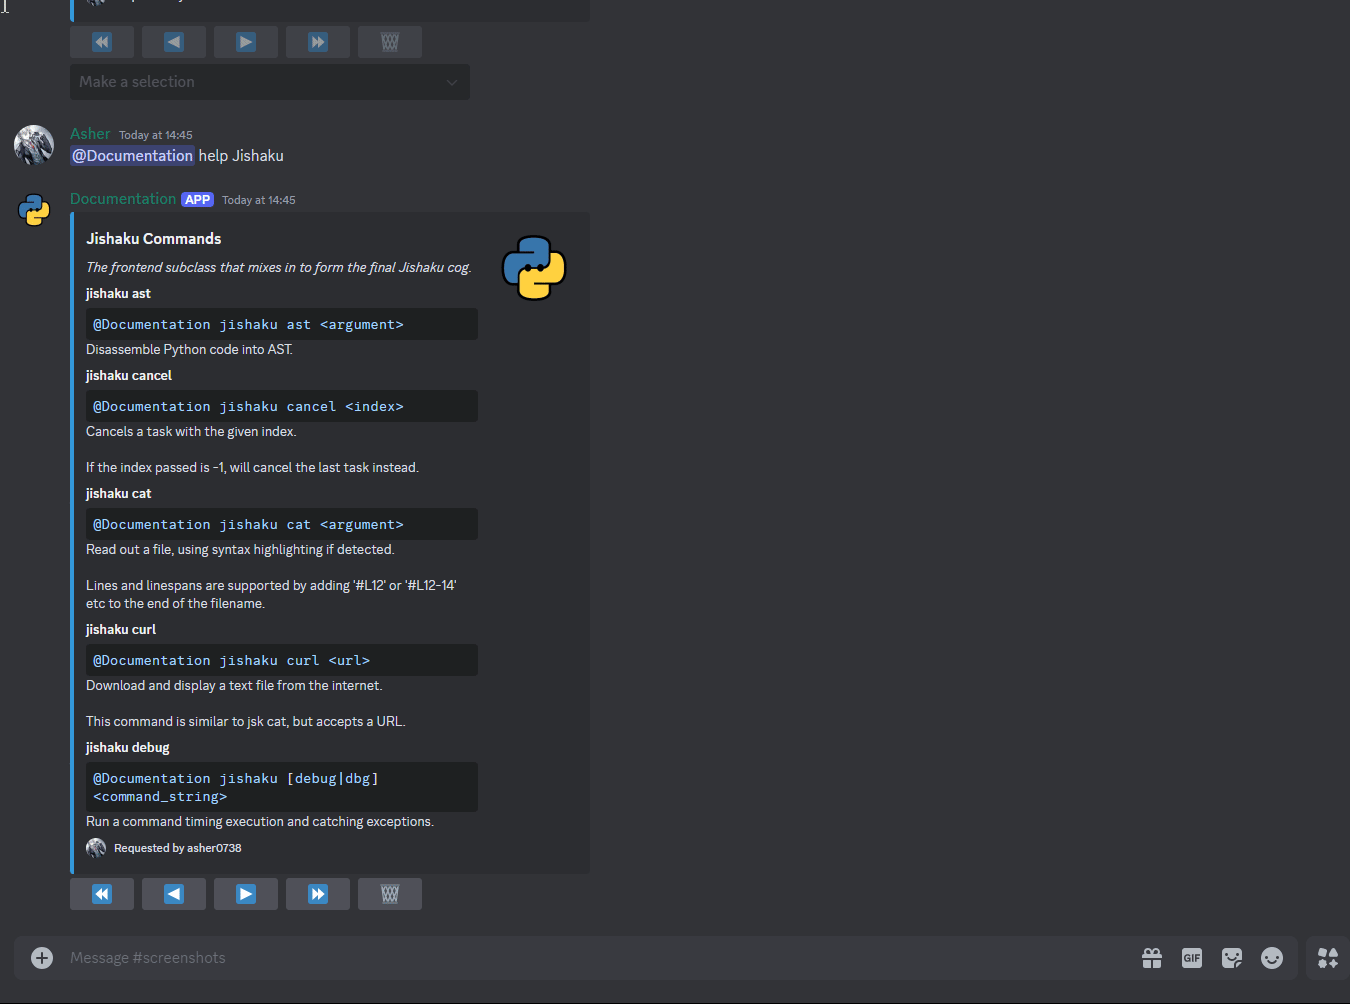 Make a selection
Asher Today at 14:45
@Documentation help Jishaku
Documentation APP Today at 14:45
Jishaku Commands
The frontend subclass that mixes in to form the final Jishaku cog.
jishaku ast
@Documentation jishaku ast <argument>
Disassemble Python code into AST.
jishaku cancel
@Documentation jishaku cancel <index>
Cancels a task with the given index.
If the index passed is -1, will cancel the last task instead.
jishaku cat
@Documentation jishaku cat <argument>
Read out a file, using syntax highlighting if detected.
Lines and linespans are supported by adding '#L12' or '#L12-14'
etc to the end of the filename.
jishaku curl
@Documentation jishaku curl <url>
Download and display a text file from the internet.
This command is similar to jsk cat, but accepts a URL.
jishaku debug
@Documentation jishaku [debug|dbg]
<command_string>
Run a command timing execution and catching exceptions.
Requested by asher0738
Message #screenshots
GIF